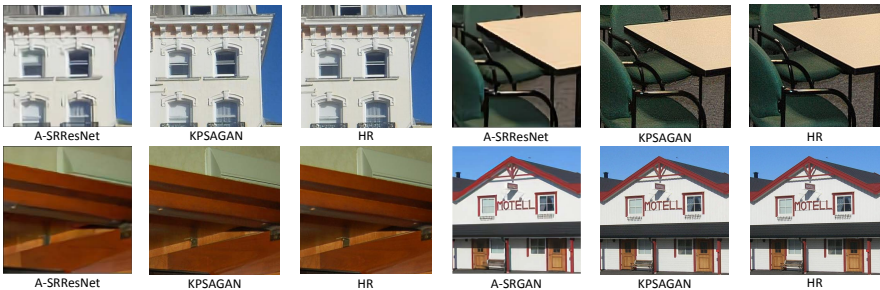 A-SRResNet KPSAGAN HR A-SRResNet KPSAGAN HR
MOTELL MOTELL MOTELL
A-SRResNet KPSAGAN HR A-SRGAN KPSAGAN HR